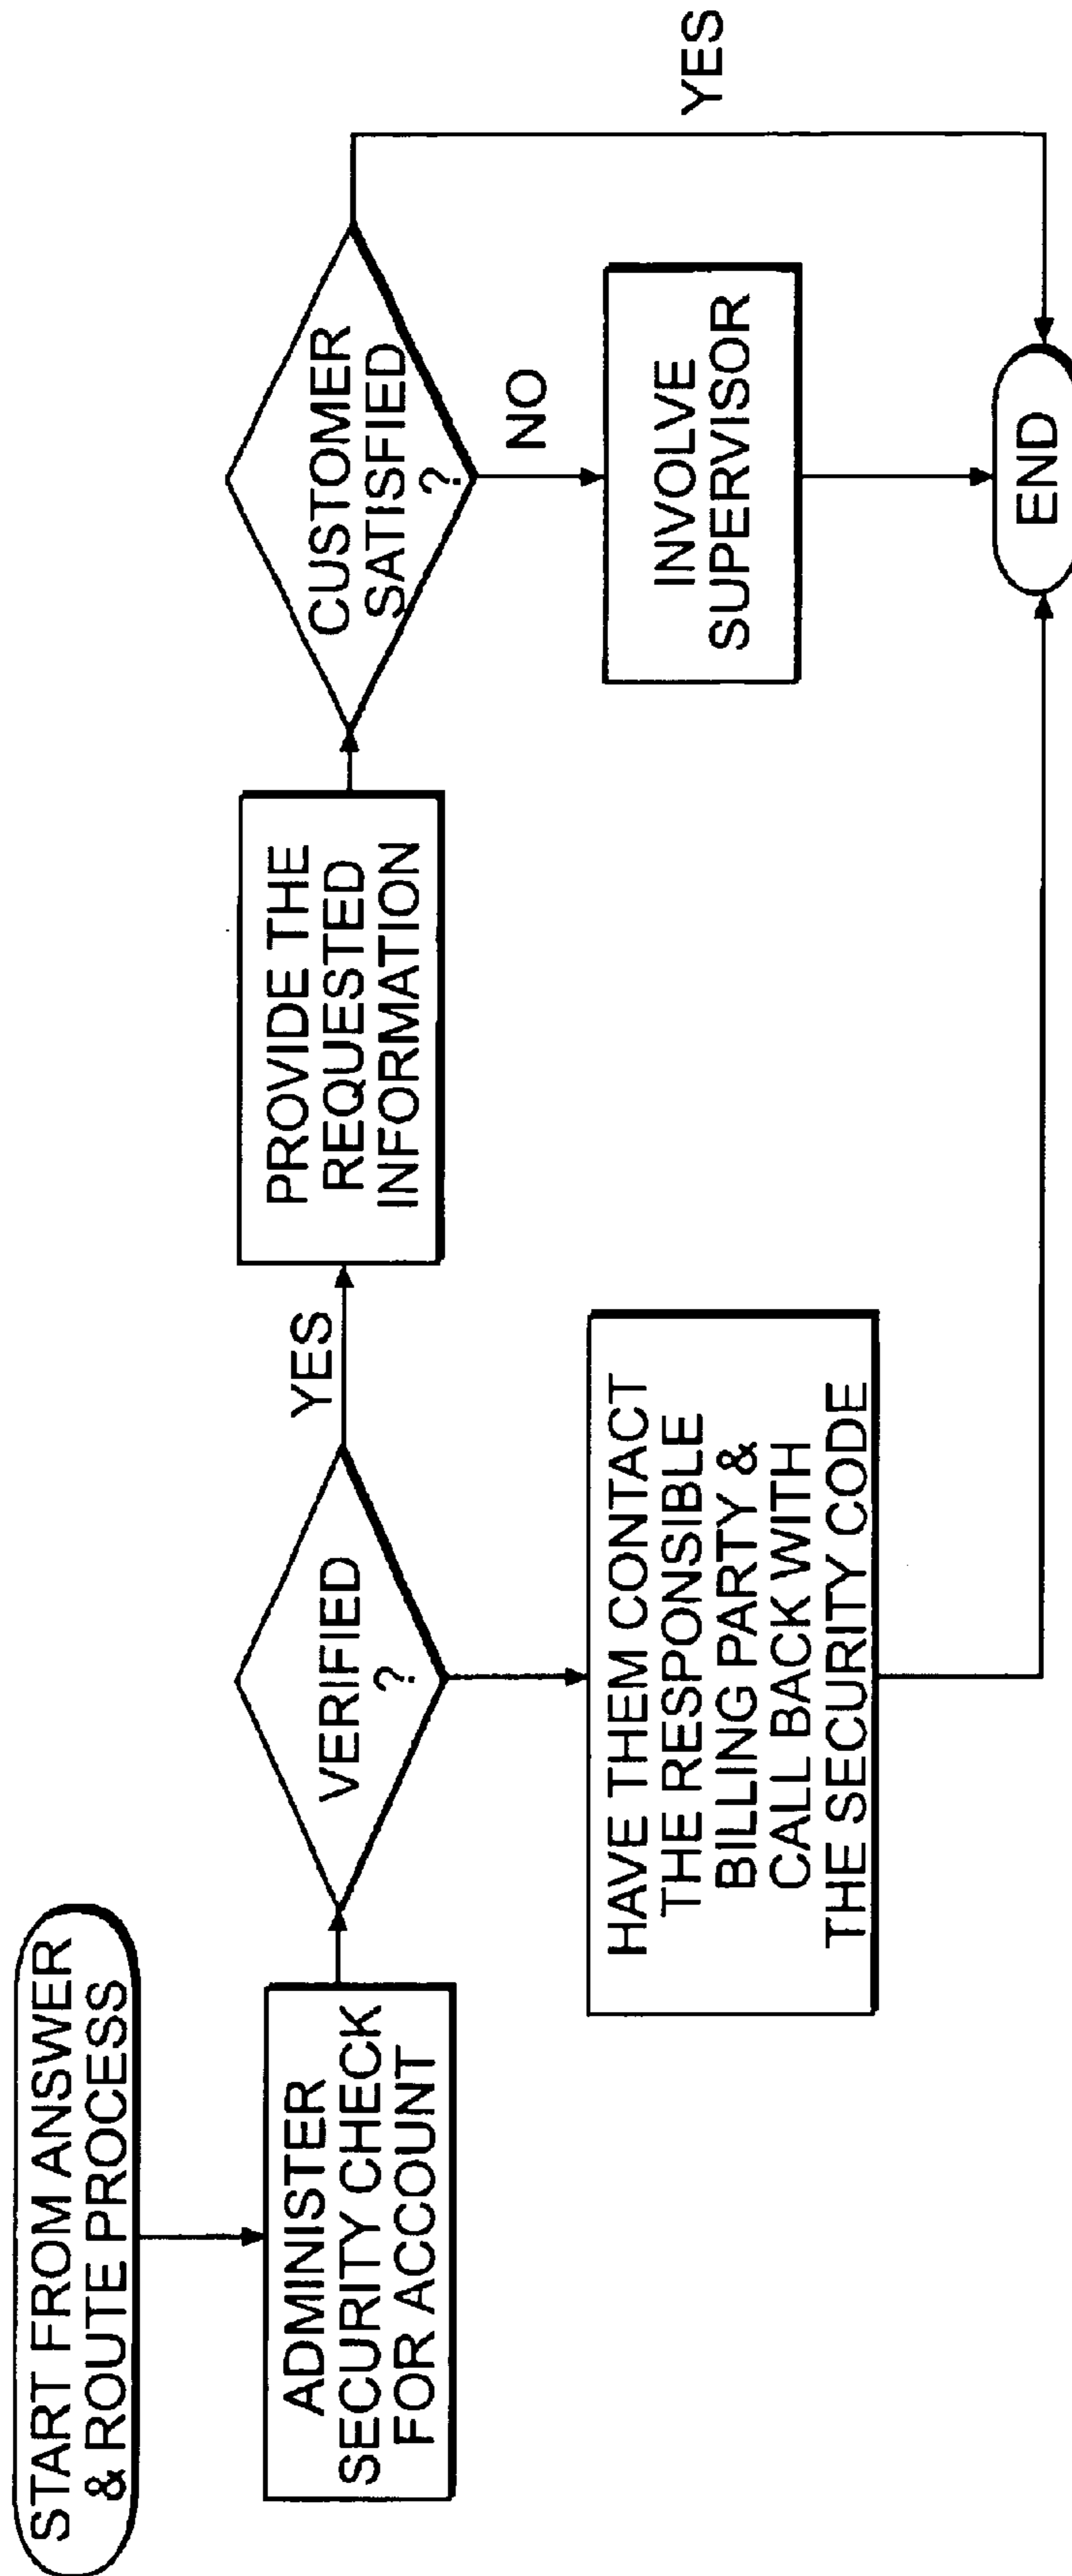 START FROM ANSWER
& ROUTE PROCESS
ADMINISTER
SECURITY CHECK
FOR ACCOUNT
VERIFIED
?
YES
HAVE THEM CONTACT
THE RESPONSIBLE
BILLING PARTY &
CALL BACK WITH
THE SECURITY CODE
PROVIDE THE
REQUESTED
INFORMATION
CUSTOMER
SATISFIED
?
NO
YES
INVOLVE
SUPERVISOR
END